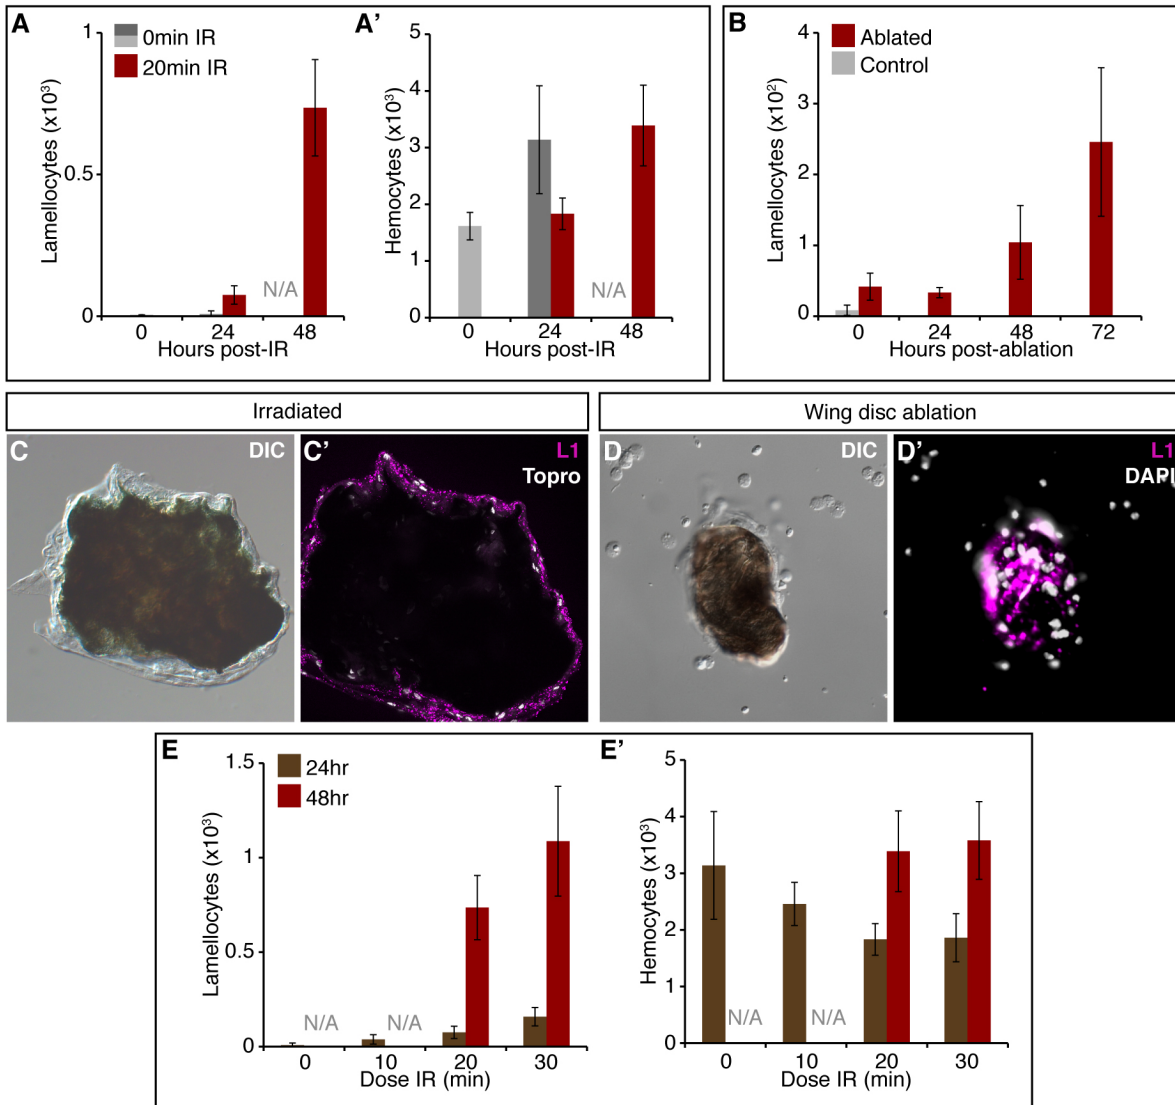 A
1
0.5
0
Lamellocytes (x10³)
0min IR
20min IR
N/A
0 24 48
Hours post-IR
A'
5
4
3
2
1
0
Hemocytes (x10³)
N/A
0 24 48
Hours post-IR
B
4
3
2
1
0
Lamellocytes (x10²)
Ablated
Control
0 24 48 72
Hours post-ablation
Irradiated
Wing disc ablation
C DIC
C' L1
Topro
D DIC
D' L1
DAPI
E
1.5
1
0.5
0
Lamellocytes (x10³)
24hr
48hr
N/A N/A
0 10 20 30
Dose IR (min)
E'
5
4
3
2
1
0
Hemocytes (x10³)
N/A N/A
0 10 20 30
Dose IR (min)